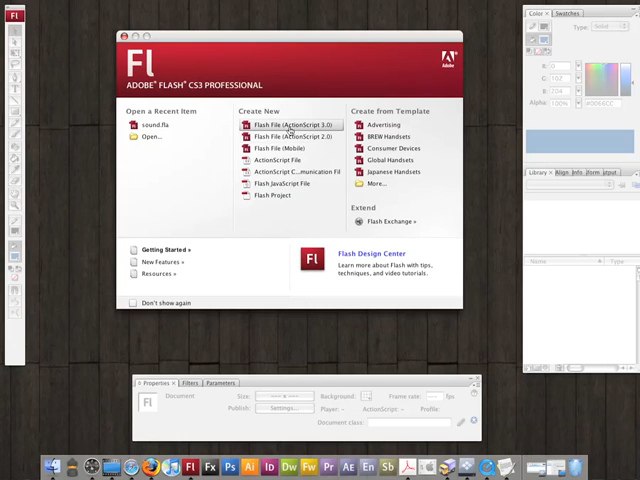 Fl
Fl
Adobe
ADOBE® FLASH® CS3 PROFESSIONAL
Open a Recent Item
sound.fla
Open...
Create New
Flash File (ActionScript 3.0)
Flash File (ActionScript 2.0)
Flash File (Mobile)
ActionScript File
ActionScript C...munication Fil
Flash JavaScript File
Flash Project
Create from Template
Advertising
BREW Handsets
Consumer Devices
Global Handsets
Japanese Handsets
More...
Extend
Flash Exchange »
Getting Started »
New Features »
Resources »
Fl
Flash Design Center
Learn more about Flash with tips,
techniques, and video tutorials.
Don't show again
Color Swatches
Type: Solid
R: 0
G: 102
B: 204
Alpha: 100% #0066CC
Library Align Info
Name Type
Properties Filters Parameters
Fl
Document
Size:
Background:
Frame rate: fps
Publish: Settings...
Player: -
ActionScript: -
Profile:
Document class:
Fl Fx Ps Ai Id Dw Fw Pr Ae En Sb